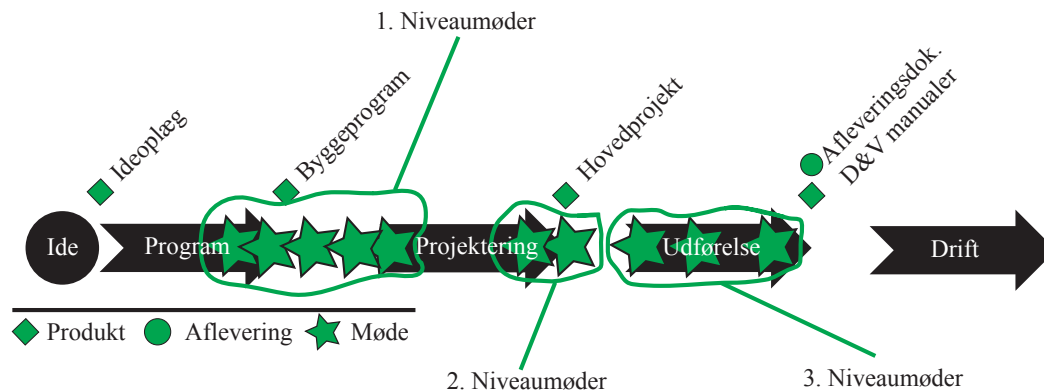 1. Niveaumøder
Ideoplæg
Byggeprogram
Hovedprojekt
Afleveringsdok.
D&V manualer
Ide
Program
Projektering
Udførelse
Drift
Produkt
Aflevering
Møde
2. Niveaumøder
3. Niveaumøder